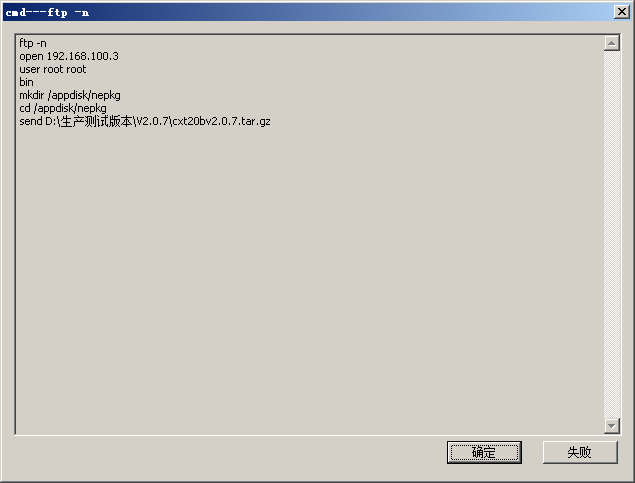 cmd---ftp -n
ftp -n
open 192.168.100.3
user root root
bin
mkdir /appdisk/nepkg
cd /appdisk/nepkg
send D:\生产测试版本\V2.0.7\cxt20bv2.0.7.tar.gz
确定
失败